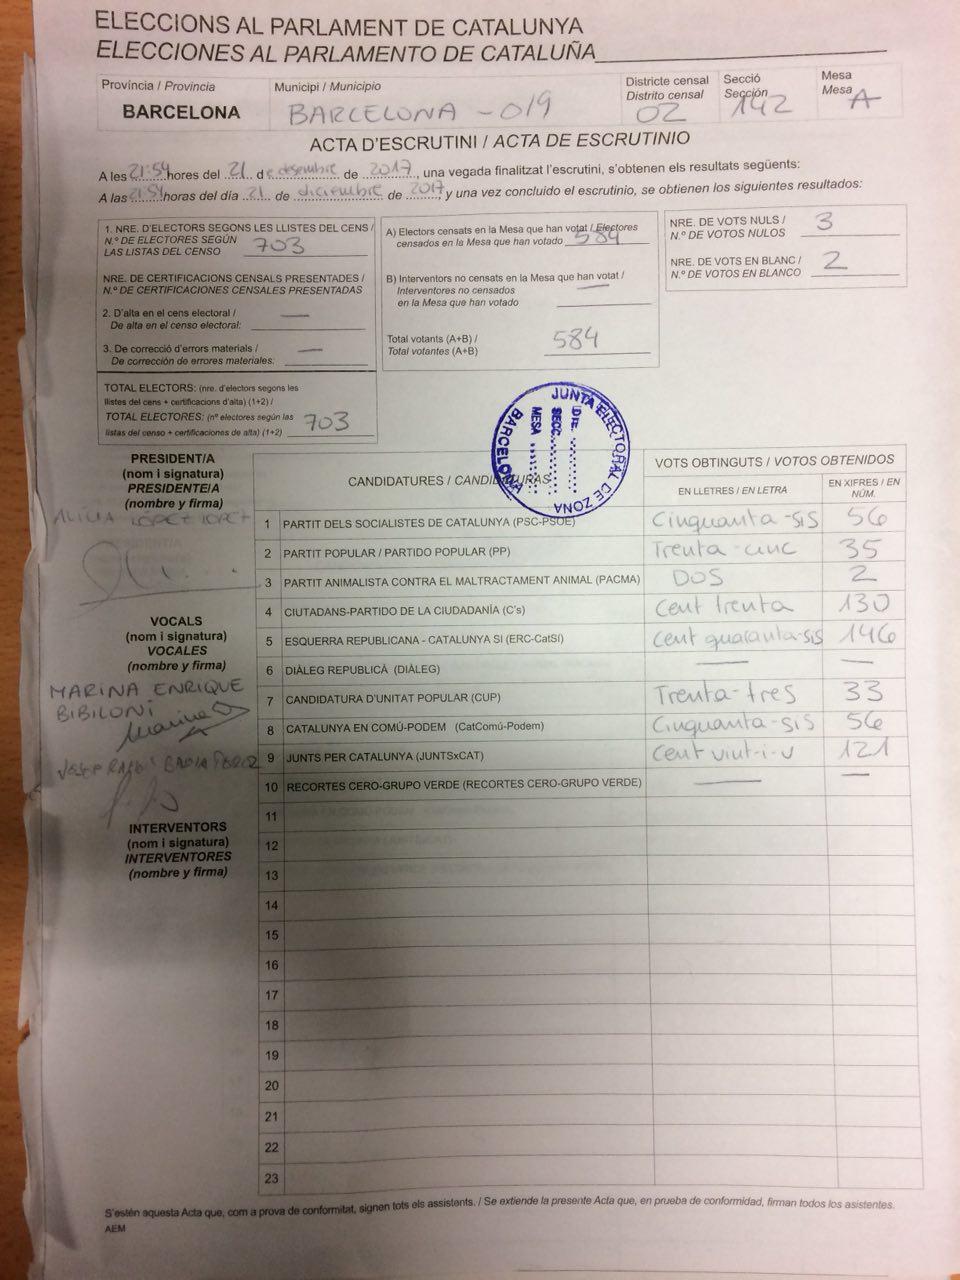 ELECCIONS AL PARLAMENT DE CATALUNYA
ELECCIONES AL PARLAMENTO DE CATALUÑA
Província / Provincia
BARCELONA
Municipi / Municipio
BARCELONA - 019
Districte censal
Distrito censal
02
Secció
Sección
142
Mesa
Mesa
A
ACTA D'ESCRUTINI / ACTA DE ESCRUTINIO
A les 21:54 hores del 21 de desembre de 2017, una vegada finalitzat l'escrutini, s'obtenen els resultats següents:
A las 21:54 horas del día 21 de diciembre de 2017, y una vez concluido el escrutinio, se obtienen los siguientes resultados:
1. NRE. D'ELECTORS SEGONS LES LLISTES DEL CENS /
N.º DE ELECTORES SEGÚN
LAS LISTAS DEL CENSO 703
NRE. DE CERTIFICACIONS CENSALS PRESENTADES /
N.º DE CERTIFICACIONES CENSALES PRESENTADAS
2. D'alta en el cens electoral / —
De alta en el censo electoral:
3. De correcció d'errors materials / —
De corrección de errores materiales:
TOTAL ELECTORS: (nre. d'electors segons les
llistes del cens + certificacions d'alta) (1+2) /
TOTAL ELECTORES: (nº electores según las
listas del censo + certificaciones de alta) (1+2) 703
A) Electors censats en la Mesa que han votat / Electores
censados en la Mesa que han votado 584
B) Interventors no censats en la Mesa que han votat /
Interventores no censados —
en la Mesa que han votado
Total votants (A+B) /
Total votantes (A+B) 584
NRE. DE VOTS NULS /
N.º DE VOTOS NULOS 3
NRE. DE VOTS EN BLANC /
N.º DE VOTOS EN BLANCO 2
JUNTA ELECTORAL DE ZONA
BARCELONA
DIF.
SECC.
MESA
PRESIDENT/A
(nom i signatura)
PRESIDENTE/A
(nombre y firma)
ALICIA LÓPEZ LÓPEZ
VOCALS
(nom i signatura)
VOCALES
(nombre y firma)
MARINA ENRIQUE
BIBILONI
INTERVENTORS
(nom i signatura)
INTERVENTORES
(nombre y firma)
CANDIDATURES / CANDIDATURAS
VOTS OBTINGUTS / VOTOS OBTENIDOS
EN LLETRES / EN LETRA
EN XIFRES / EN NÚM.
1 PARTIT DELS SOCIALISTES DE CATALUNYA (PSC-PSOE) Cinquanta-sis 56
2 PARTIT POPULAR / PARTIDO POPULAR (PP) Trenta-cinc 35
3 PARTIT ANIMALISTA CONTRA EL MALTRACTAMENT ANIMAL (PACMA) DOS 2
4 CIUTADANS-PARTIDO DE LA CIUDADANÍA (C's) Cent trenta 130
5 ESQUERRA REPUBLICANA - CATALUNYA SÍ (ERC-CatSí) Cent quaranta-sis 146
6 DIÀLEG REPUBLICÀ (DIÀLEG) — —
7 CANDIDATURA D'UNITAT POPULAR (CUP) Trenta-tres 33
8 CATALUNYA EN COMÚ-PODEM (CatComú-Podem) Cinquanta-sis 56
9 JUNTS PER CATALUNYA (JUNTSxCAT) Cent vint-i-u 121
10 RECORTES CERO-GRUPO VERDE (RECORTES CERO-GRUPO VERDE) — —
11
12
13
14
15
16
17
18
19
20
21
22
23
S'estén aquesta Acta que, com a prova de conformitat, signen tots els assistents. / Se extiende la presente Acta que, en prueba de conformidad, firman todos los asistentes.
AEM